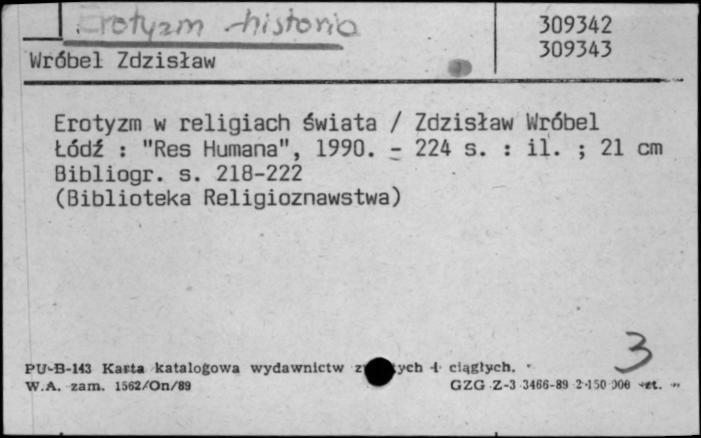 Erotyzm - historia
309342
309343
Wróbel Zdzisław
Erotyzm w religiach świata / Zdzisław Wróbel
Łódź : "Res Humana", 1990. - 224 s. : il. ; 21 cm
Bibliogr. s. 218-222
(Biblioteka Religioznawstwa)
3
PU-B-143 Karta katalogowa wydawnictw i ciągłych.
W.A. zam. 1562/On/89 GZG Z-3 3466-89 2 150 000 szt.